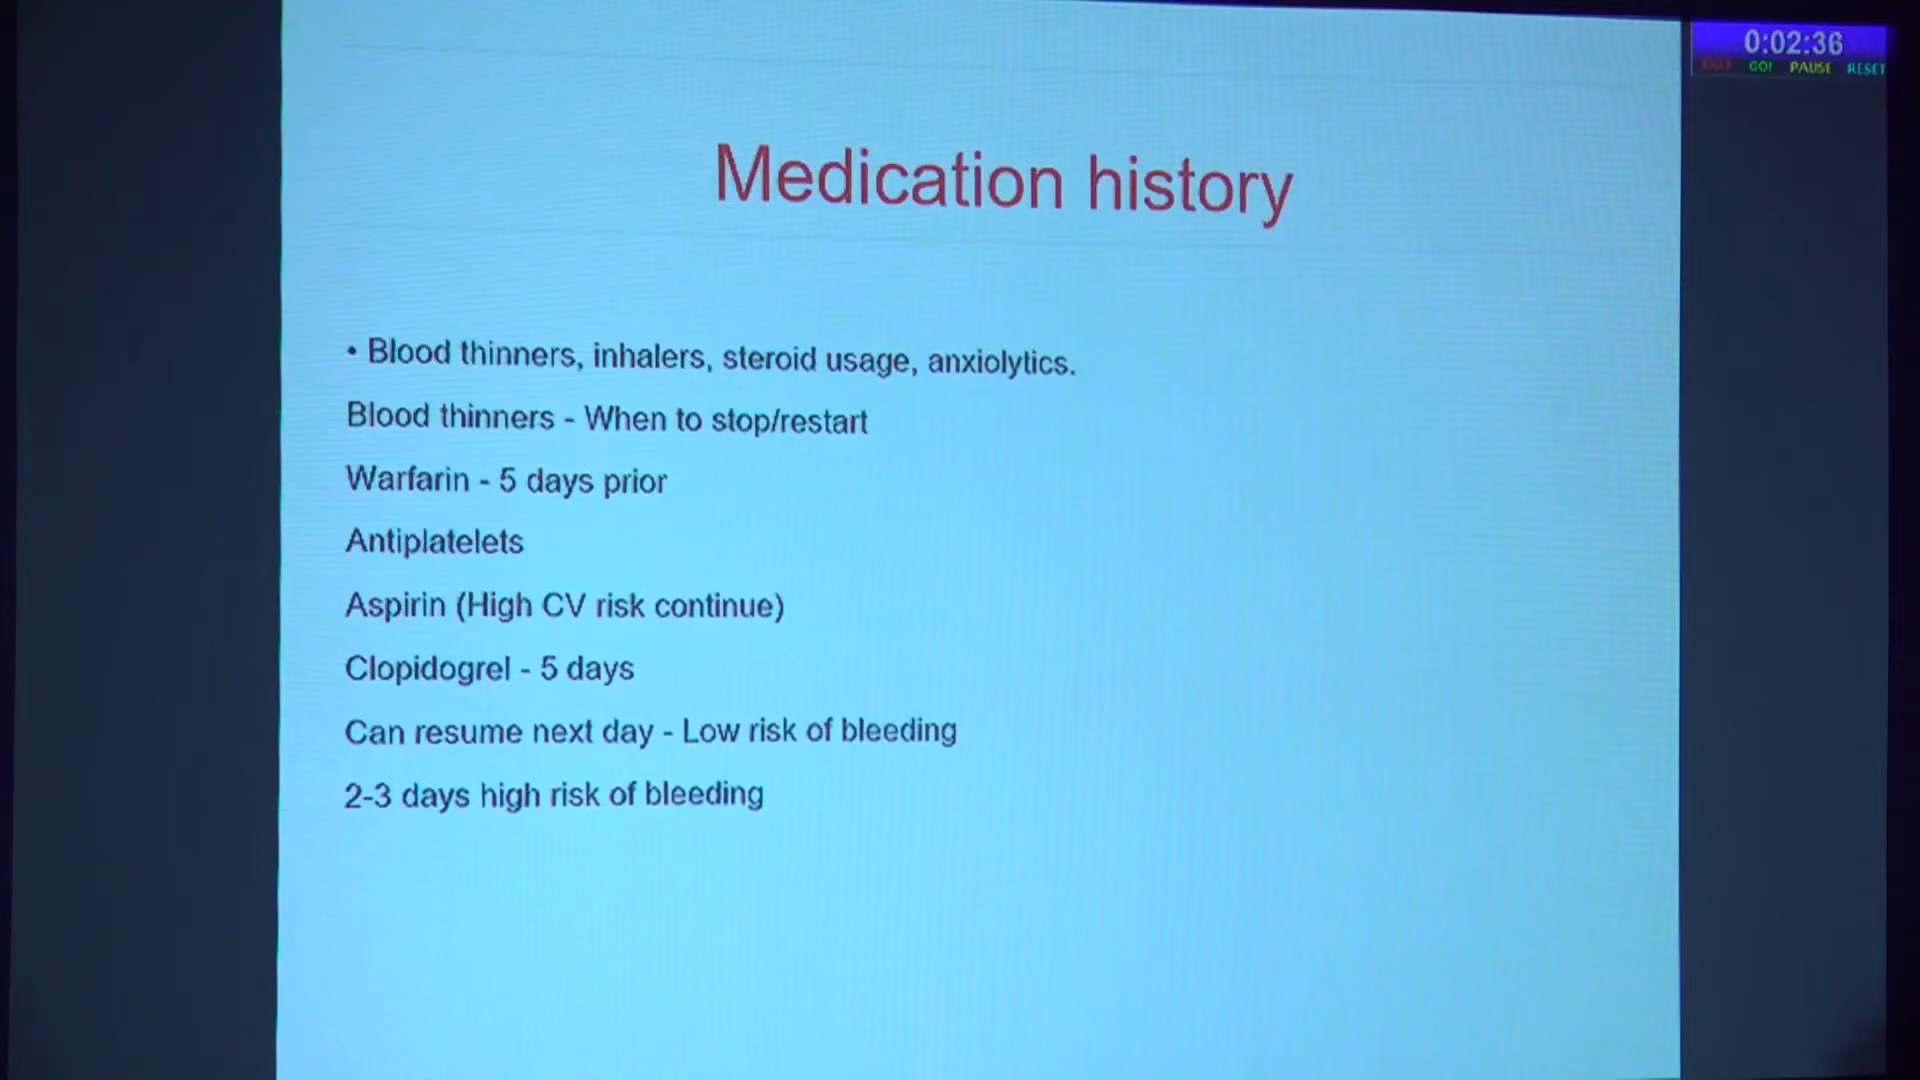 0:02:36
EXIT GO! PAUSE RESET
Medication history
• Blood thinners, inhalers, steroid usage, anxiolytics.
Blood thinners - When to stop/restart
Warfarin - 5 days prior
Antiplatelets
Aspirin (High CV risk continue)
Clopidogrel - 5 days
Can resume next day - Low risk of bleeding
2-3 days high risk of bleeding